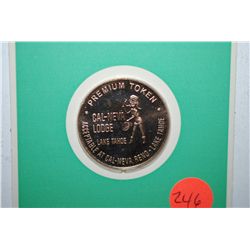 • PREMIUM TOKEN •
CAL-NEVA
LODGE
LAKE TAHOE
ACCEPTABLE AT CAL-NEVA, RENO-LAKE TAHOE
246